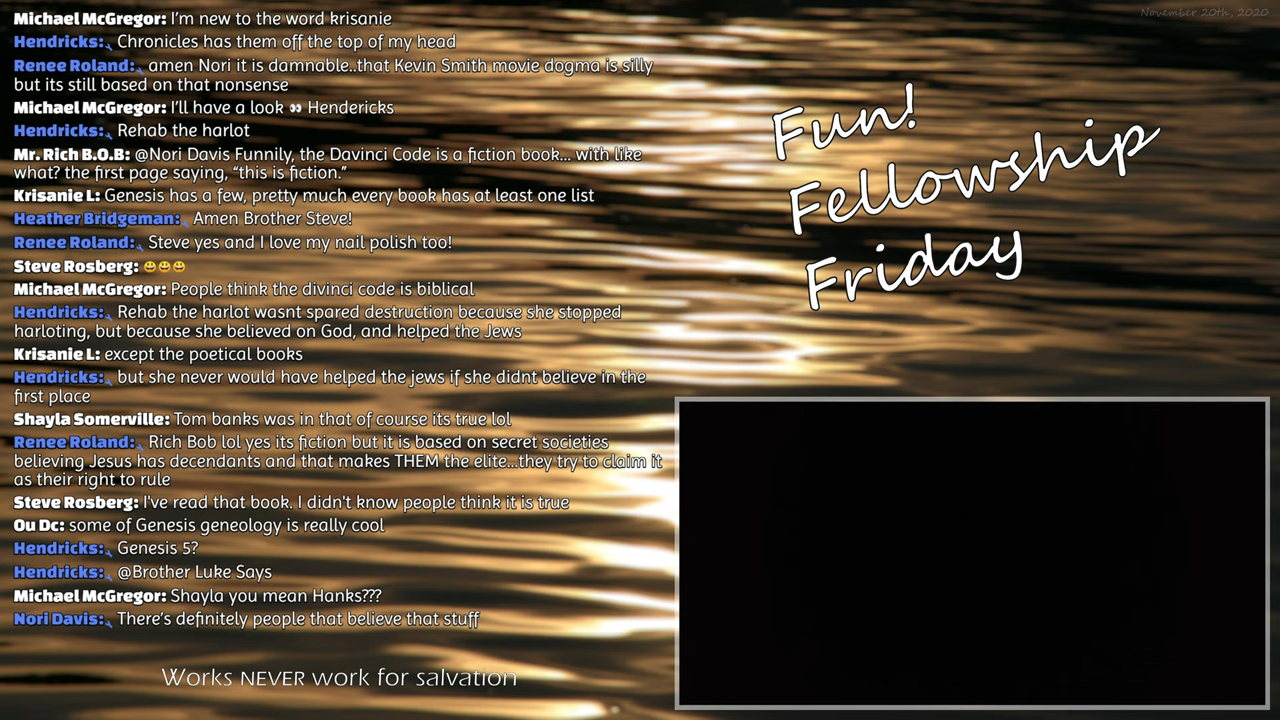 Michael McGregor: I'm new to the word krisanie
November 20th, 2020
Hendricks: Chronicles has them off the top of my head
Renee Roland: amen Nori it is damnable..that Kevin Smith movie dogma is silly
but its still based on that nonsense
Michael McGregor: I'll have a look 👀 Hendericks
Hendricks: Rehab the harlot
Mr. Rich B.O.B: @Nori Davis Funnily, the Davinci Code is a fiction book... with like
what? the first page saying, “this is fiction.”
Krisanie L: Genesis has a few, pretty much every book has at least one list
Heather Bridgeman: Amen Brother Steve!
Renee Roland: Steve yes and I love my nail polish too!
Steve Rosberg: 😃😃😃
Michael McGregor: People think the divinci code is biblical
Hendricks: Rehab the harlot wasnt spared destruction because she stopped
harloting, but because she believed on God, and helped the Jews
Krisanie L: except the poetical books
Hendricks: but she never would have helped the jews if she didnt believe in the
first place
Shayla Somerville: Tom banks was in that of course its true lol
Renee Roland: Rich Bob lol yes its fiction but it is based on secret societies
believing Jesus has decendants and that makes THEM the elite...they try to claim it
as their right to rule
Steve Rosberg: I've read that book. I didn't know people think it is true
Ou Dc: some of Genesis geneology is really cool
Hendricks: Genesis 5?
Hendricks: @Brother Luke Says
Michael McGregor: Shayla you mean Hanks???
Nori Davis: There's definitely people that believe that stuff
Works NEVER work for salvation
Fun!
Fellowship
Friday